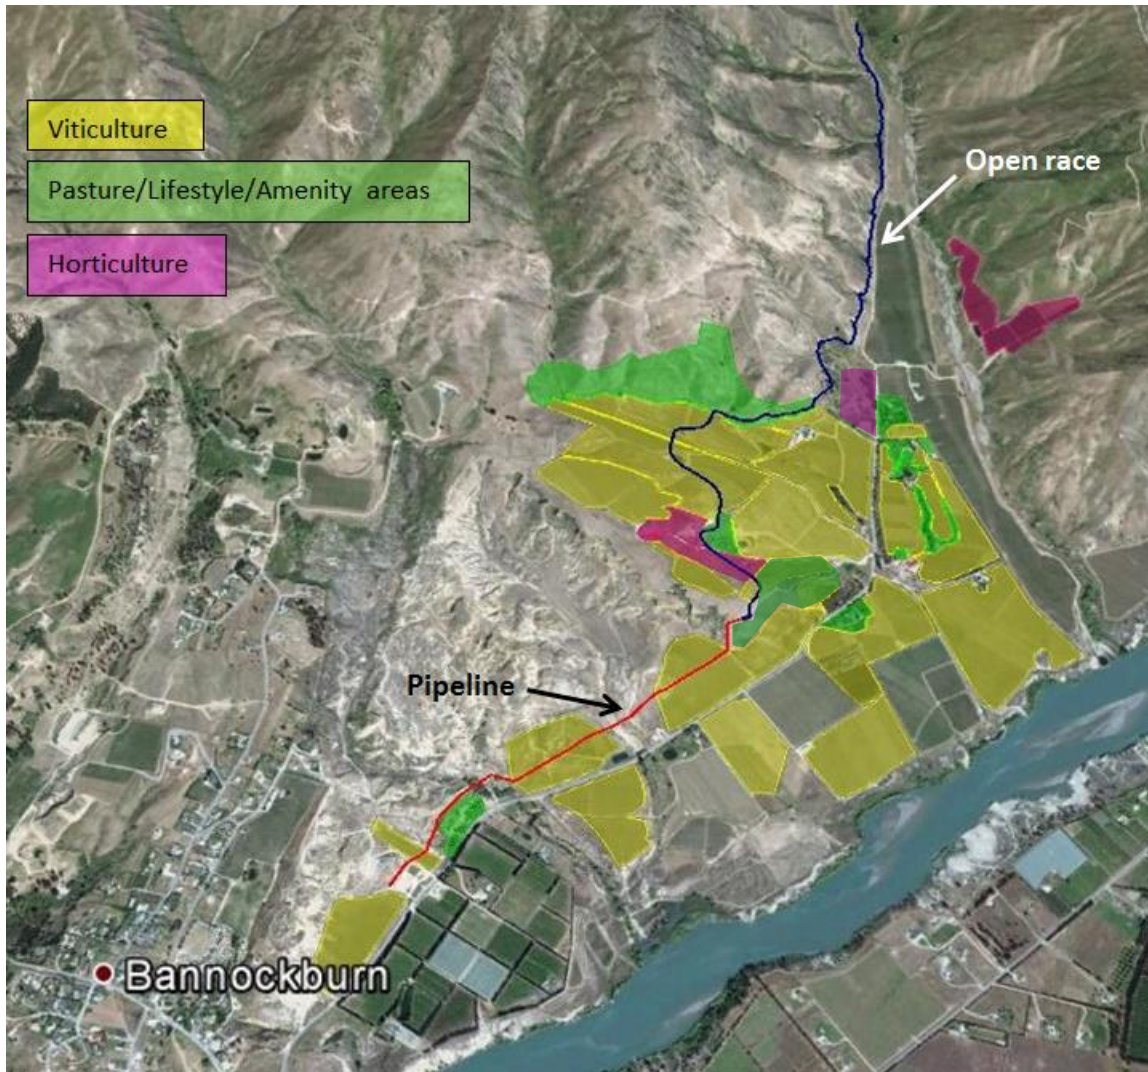 Viticulture
Open race
Pasture/Lifestyle/Amenity areas
Horticulture
Pipeline
Bannockburn